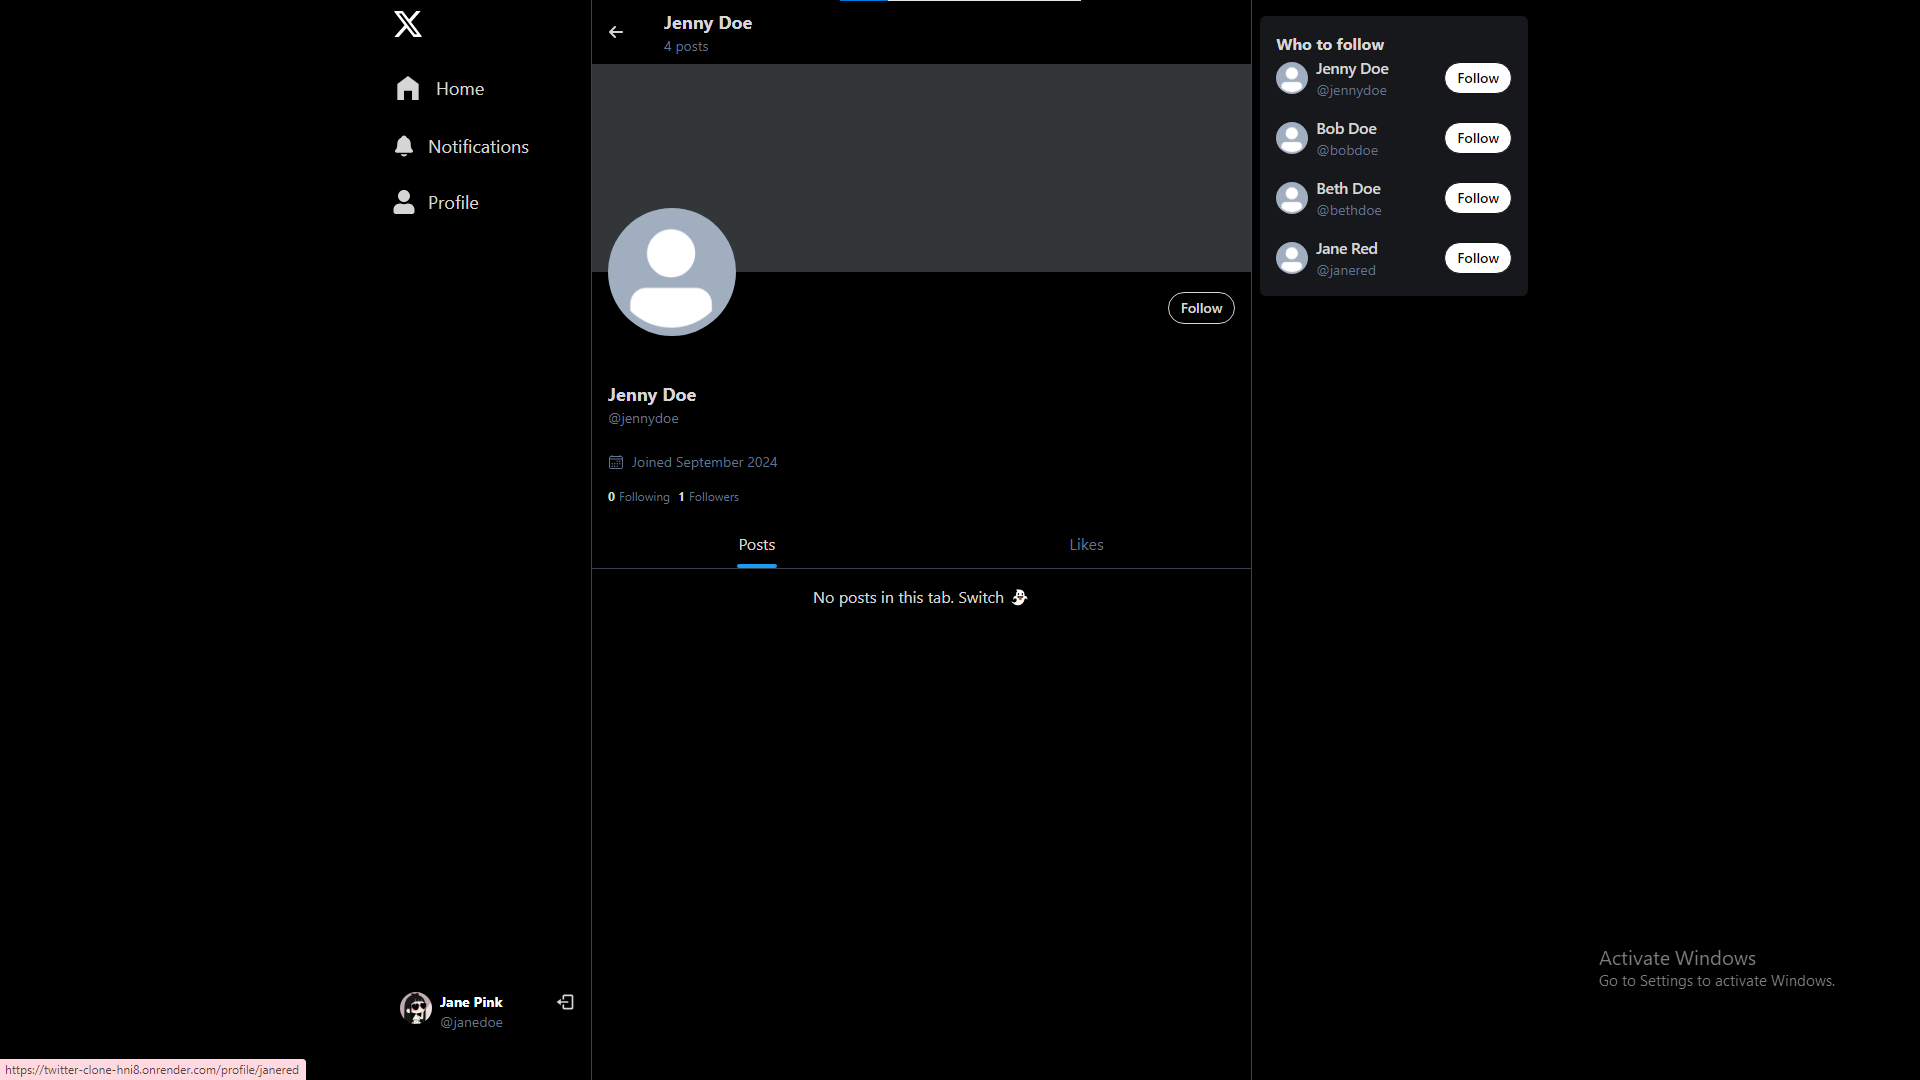 Home
Notifications
Profile
Jane Pink
@janedoe
Jenny Doe
4 posts
Follow
Jenny Doe
@jennydoe
Joined September 2024
0 Following 1 Followers
Posts
Likes
No posts in this tab. Switch 👻
Who to follow
Jenny Doe
@jennydoe
Follow
Bob Doe
@bobdoe
Follow
Beth Doe
@bethdoe
Follow
Jane Red
@janered
Follow
Activate Windows
Go to Settings to activate Windows.
https://twitter-clone-hni8.onrender.com/profile/janered